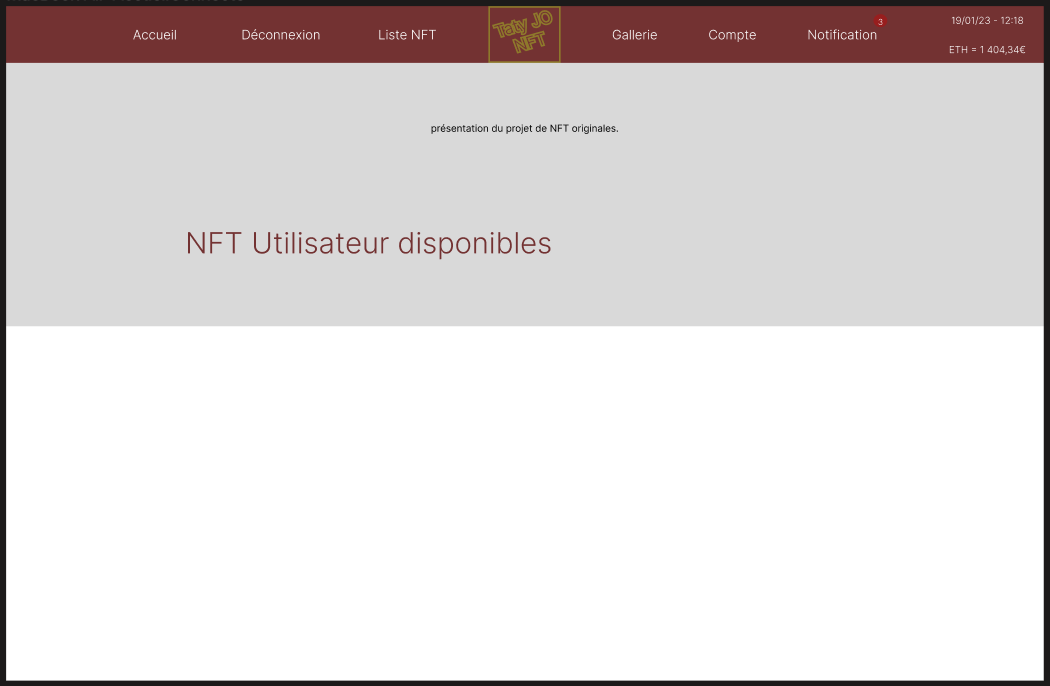 Accueil
Déconnexion
Liste NFT
Taty JO
NFT
Gallerie
Compte
Notification
3
19/01/23 - 12:18
ETH = 1 404,34€
présentation du projet de NFT originales.
NFT Utilisateur disponibles